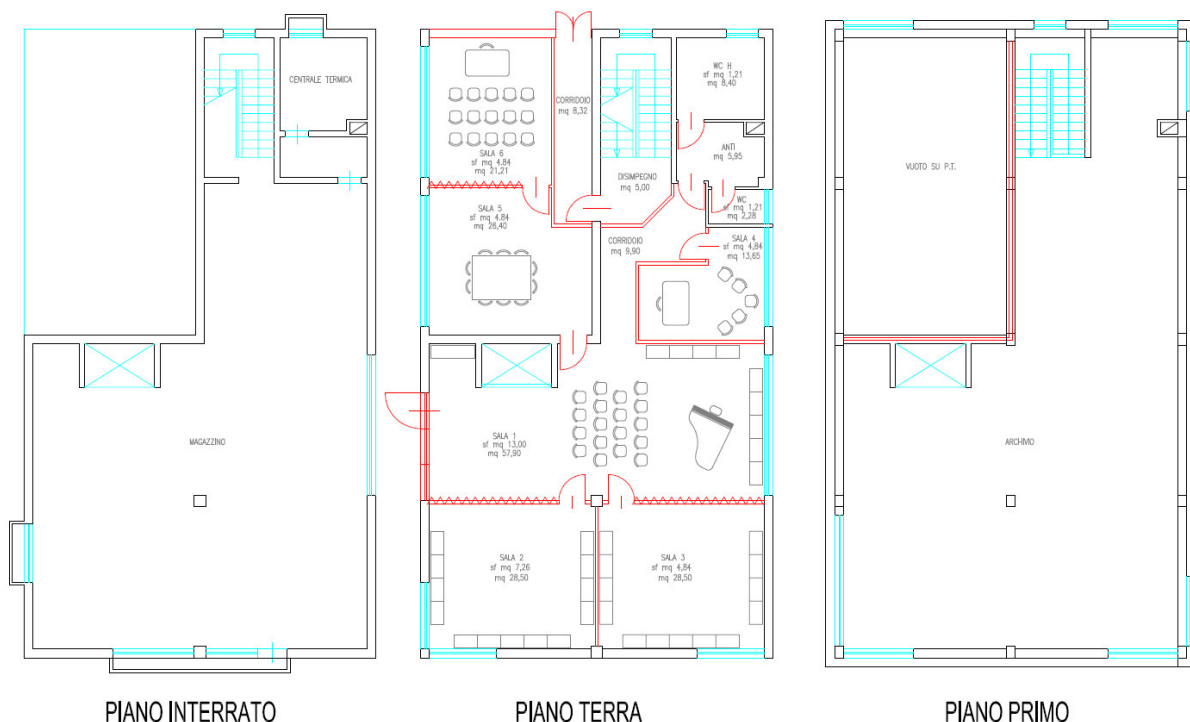 CENTRALE TERMICA
MAGAZZINO
PIANO INTERRATO
WC H
sf mq 1,21
mq 8,40
CORRIDOIO
mq 8,32
ANTI
mq 5,95
SALA 6
sf mq 4.84
mq 21,21
DISIMPEGNO
mq 5,00
WC
sf mq 1,21
mq 2,28
SALA 5
sf mq 4.84
mq 26,40
CORRIDOIO
mq 9,90
SALA 4
sf mq 4,84
mq 13,65
SALA 1
sf mq 13,00
mq 57,90
SALA 2
sf mq 7,26
mq 28,50
SALA 3
sf mq 4,84
mq 28,50
PIANO TERRA
VUOTO SU P.T.
ARCHIVIO
PIANO PRIMO